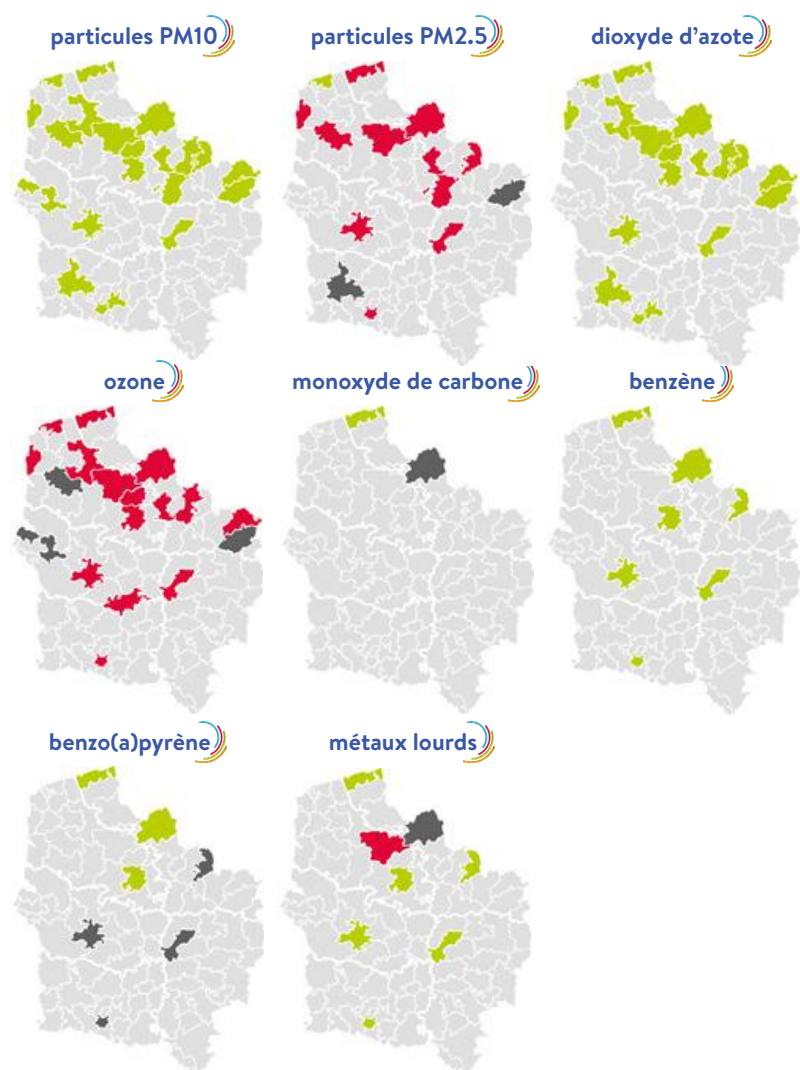 particules PM10
particules PM2.5
dioxyde d'azote
ozone
monoxyde de carbone
benzène
benzo(a)pyrène
métaux lourds